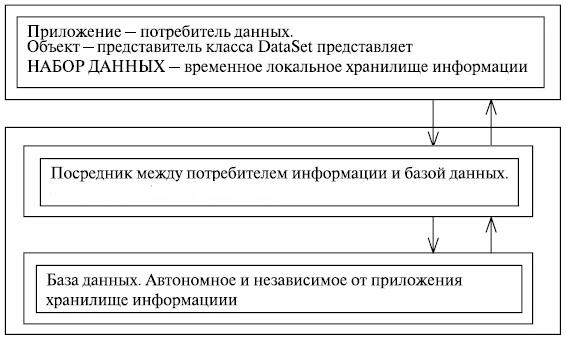 Приложение – потребитель данных.
Объект – представитель класса DataSet представляет
НАБОР ДАННЫХ – временное локальное хранилище информации
Посредник между потребителем информации и базой данных.
База данных. Автономное и независимое от приложения
хранилище информациии